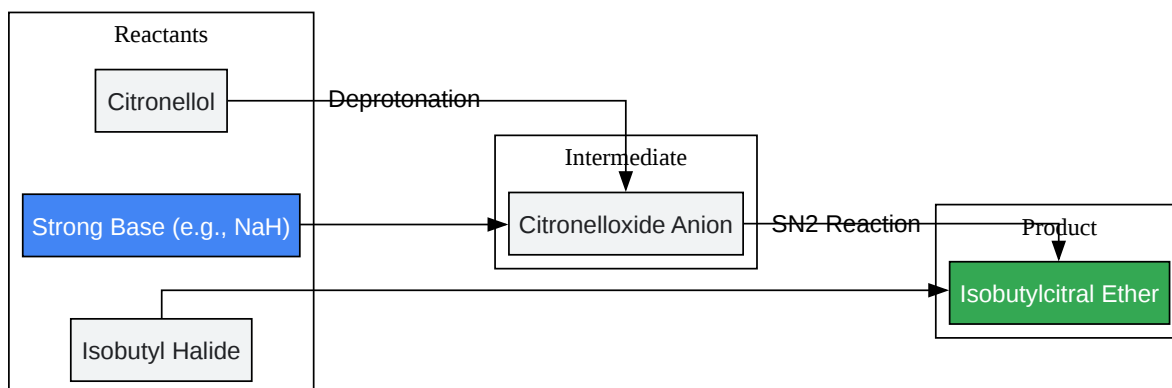 Reactants
Citronellol
Deprotonation
Strong Base (e.g., NaH)
Isobutyl Halide
Intermediate
Citronelloxide Anion
SN2 Reaction
Product
Isobutylcitral Ether